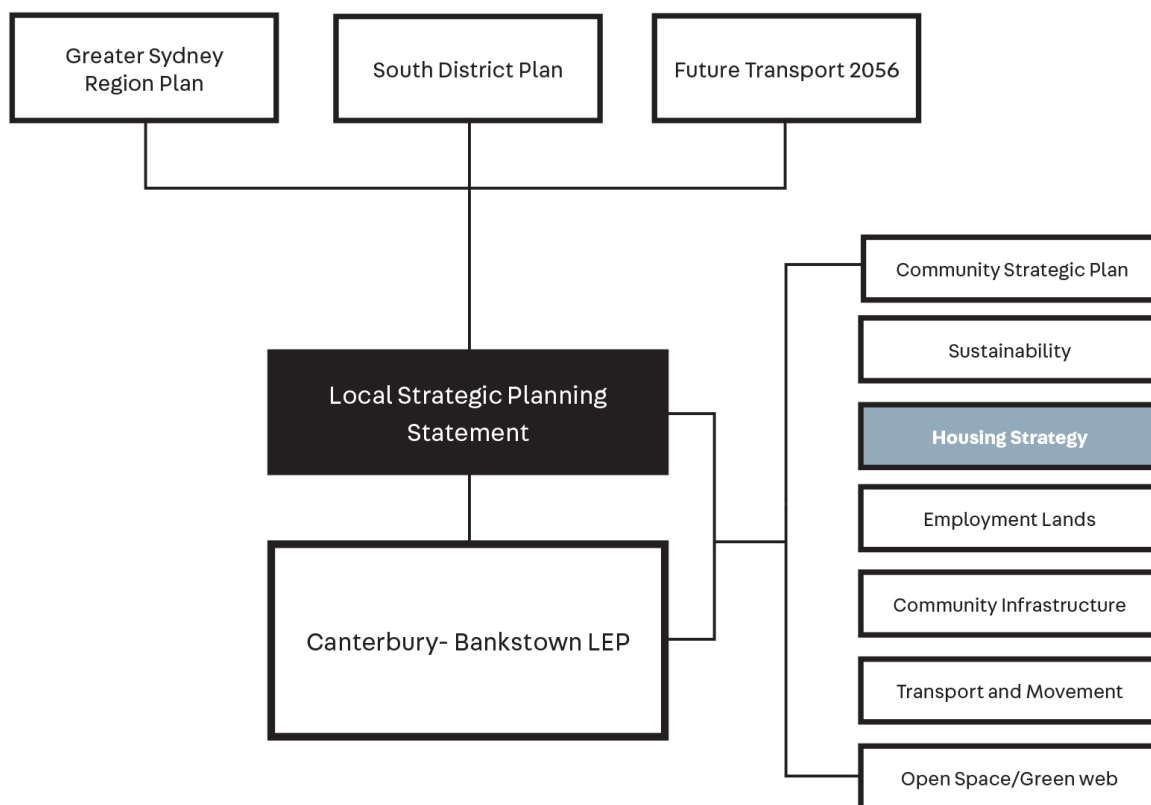 Greater Sydney
Region Plan
South District Plan
Future Transport 2056
Local Strategic Planning
Statement
Canterbury- Bankstown LEP
Community Strategic Plan
Sustainability
Housing Strategy
Employment Lands
Community Infrastructure
Transport and Movement
Open Space/Green web